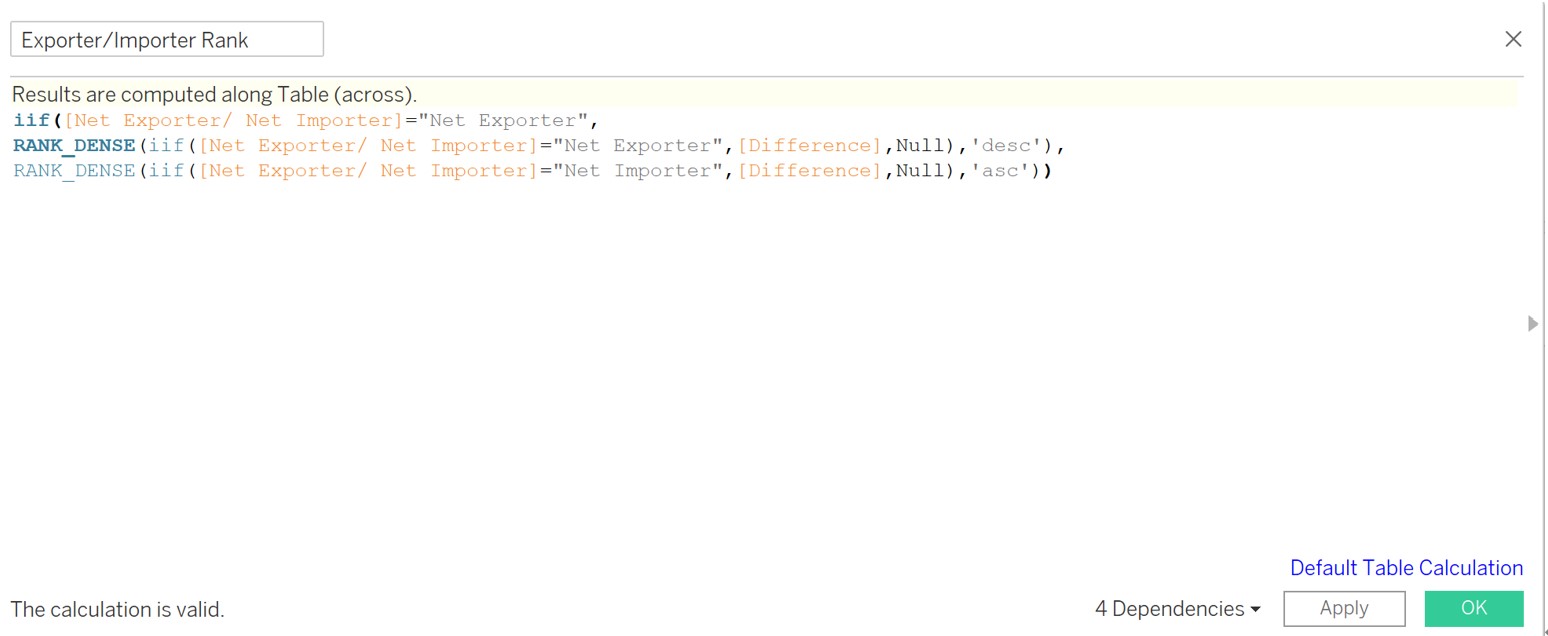 Exporter/Importer Rank
Results are computed along Table (across).
iif([Net Exporter/ Net Importer]="Net Exporter",
RANK_DENSE(iif([Net Exporter/ Net Importer]="Net Exporter",[Difference],Null),'desc'),
RANK_DENSE(iif([Net Exporter/ Net Importer]="Net Importer",[Difference],Null),'asc'))
Default Table Calculation
The calculation is valid. 4 Dependencies Apply OK